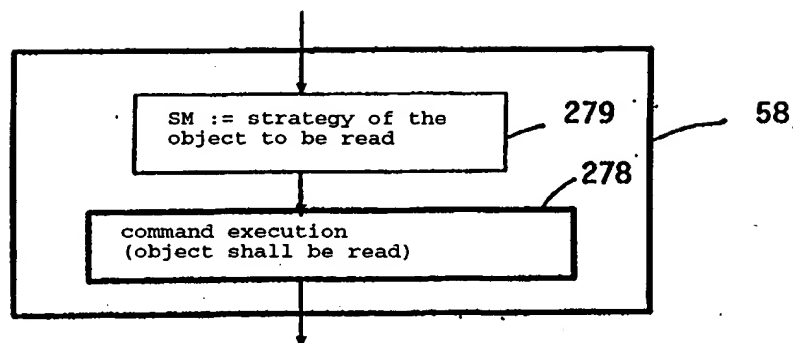 SM := strategy of the
object to be read
279
58
278
command execution
(object shall be read)